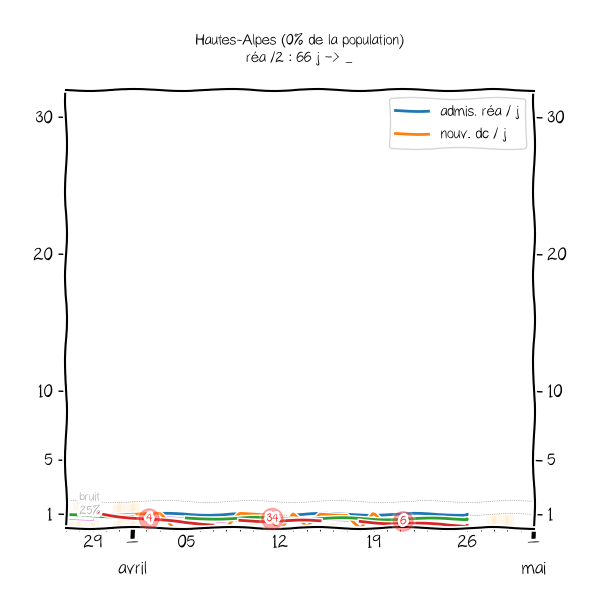 Hautes-Alpes (0% de la population)
réa /2 : 66 j -> _
admis. réa / j
nouv. dc / j
30
30
20
20
10
10
5
5
bruit
25%
1
4
34
6
1
29
05
12
19
26
avril
mai